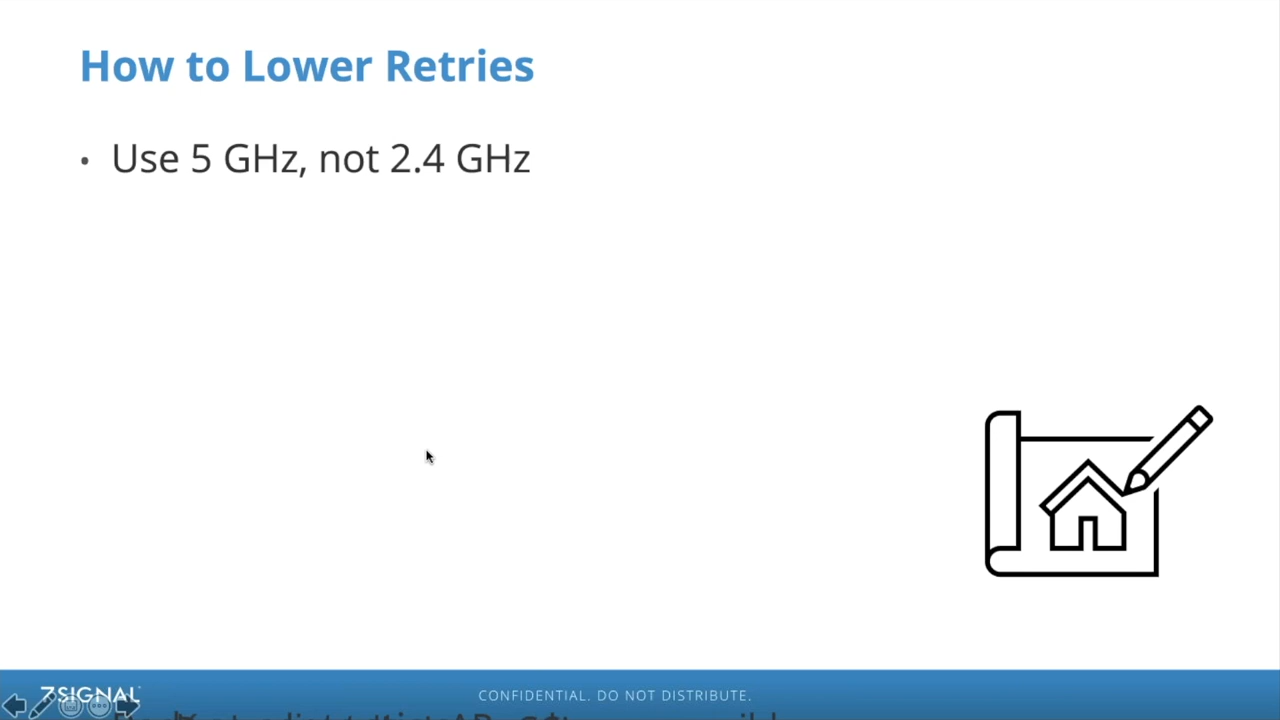 How to Lower Retries
• Use 5 GHz, not 2.4 GHz
7SIGNAL
CONFIDENTIAL. DO NOT DISTRIBUTE.